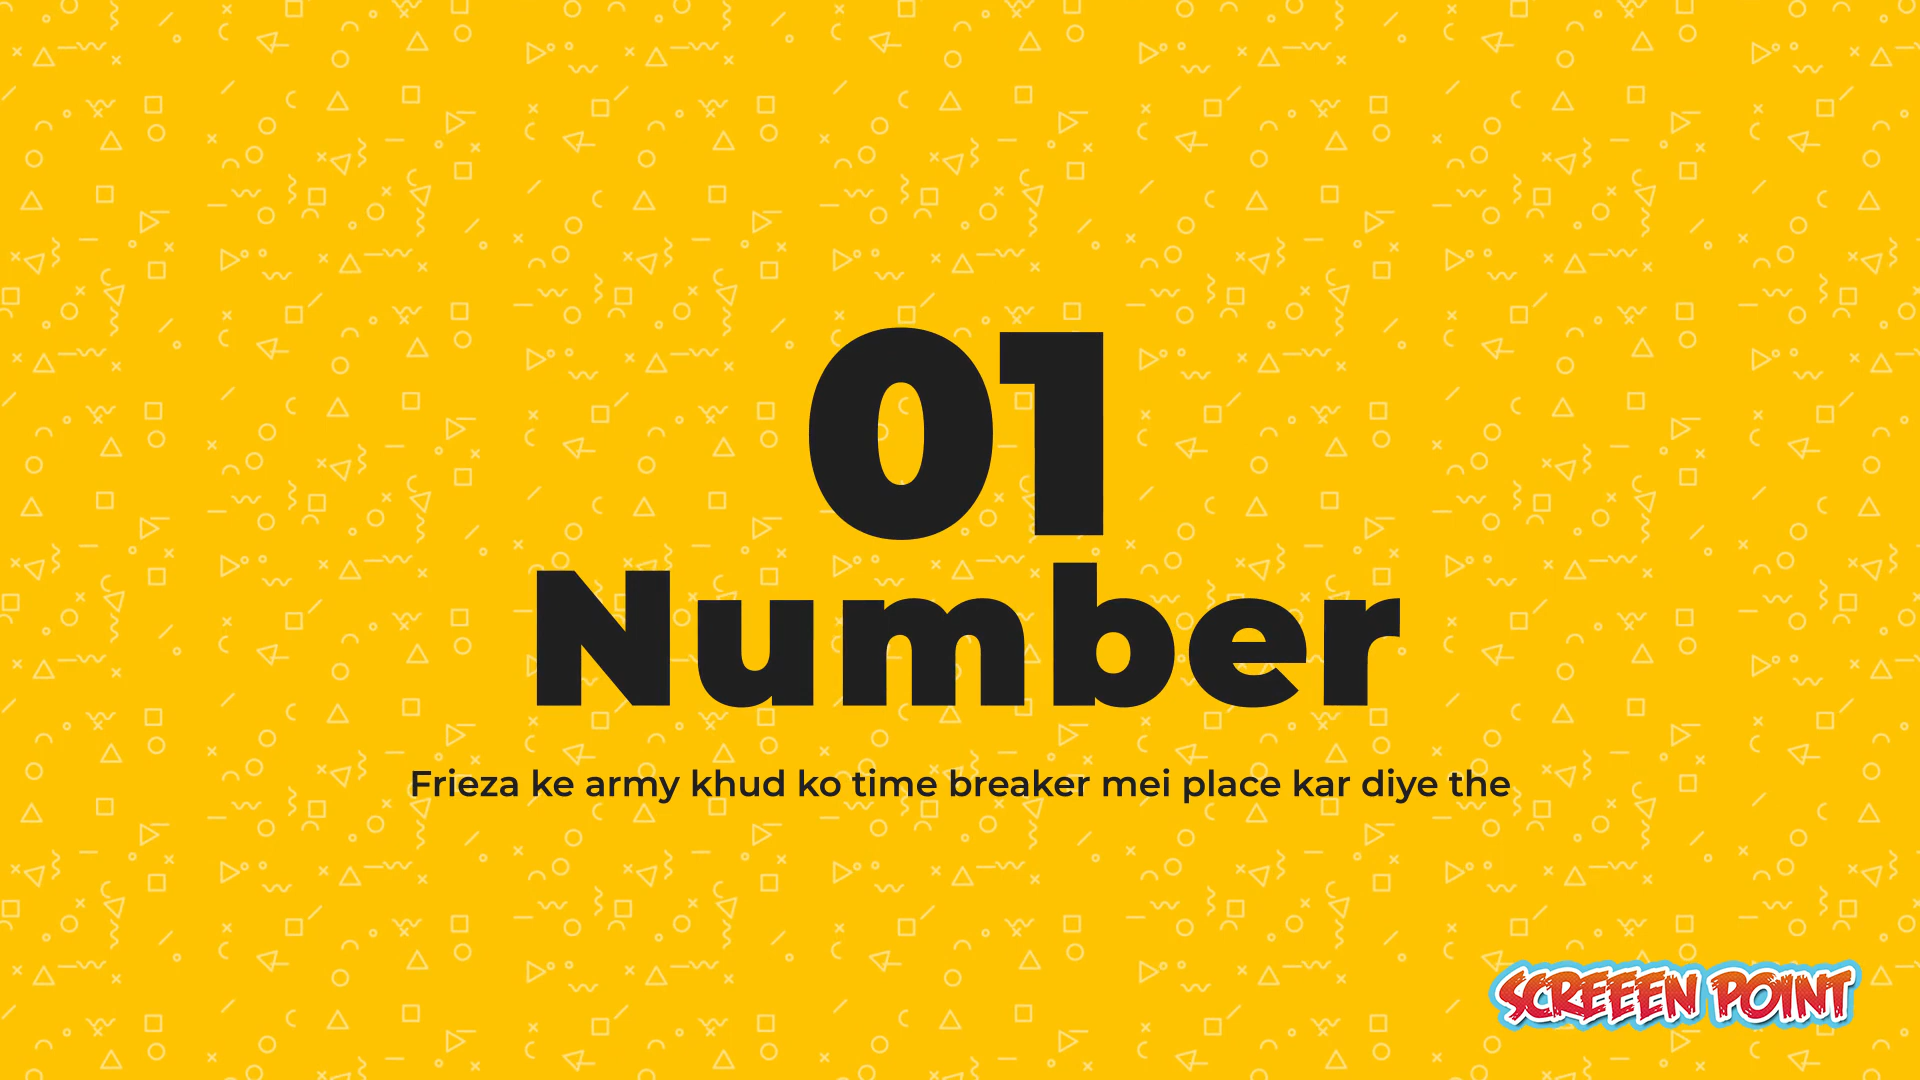 01
Number
Frieza ke army khud ko time breaker mei place kar diye the
SCREEEN POINT